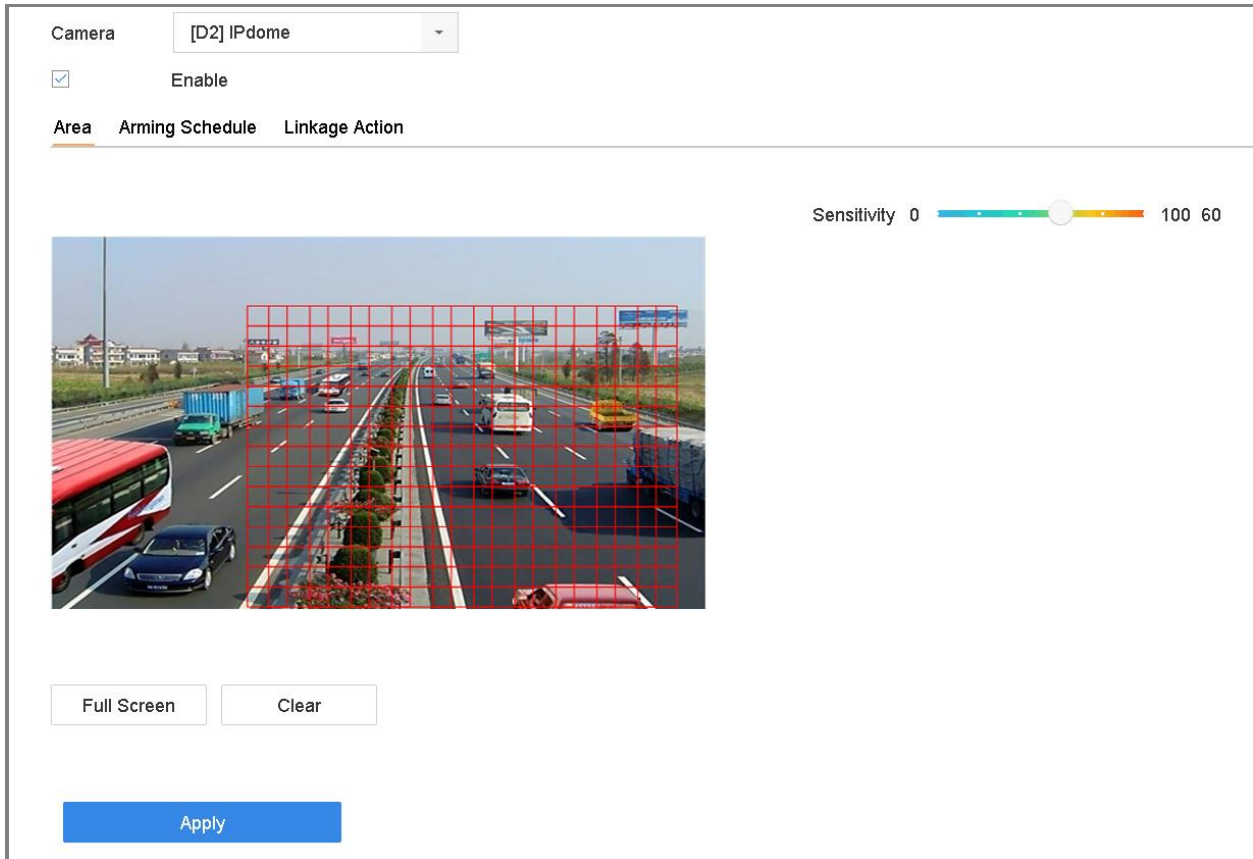 Camera [D2] IPdome
Enable
Area Arming Schedule Linkage Action
Sensitivity 0 100 60
Full Screen Clear
Apply